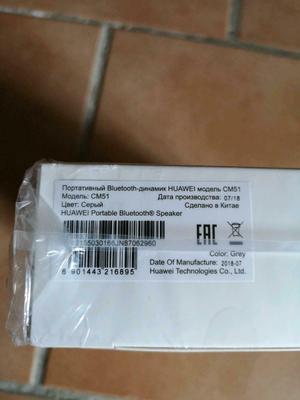 Портативный Bluetooth-динамик HUAWEI модель CM51
Модель: CM51 Дата производства: 07/18
Цвет: Серый Сделано в Китае
HUAWEI Portable Bluetooth® Speaker
EAC
Color: Grey
Date Of Manufacture: 2018-07
6 901443 216895 Huawei Technologies Co., Ltd.